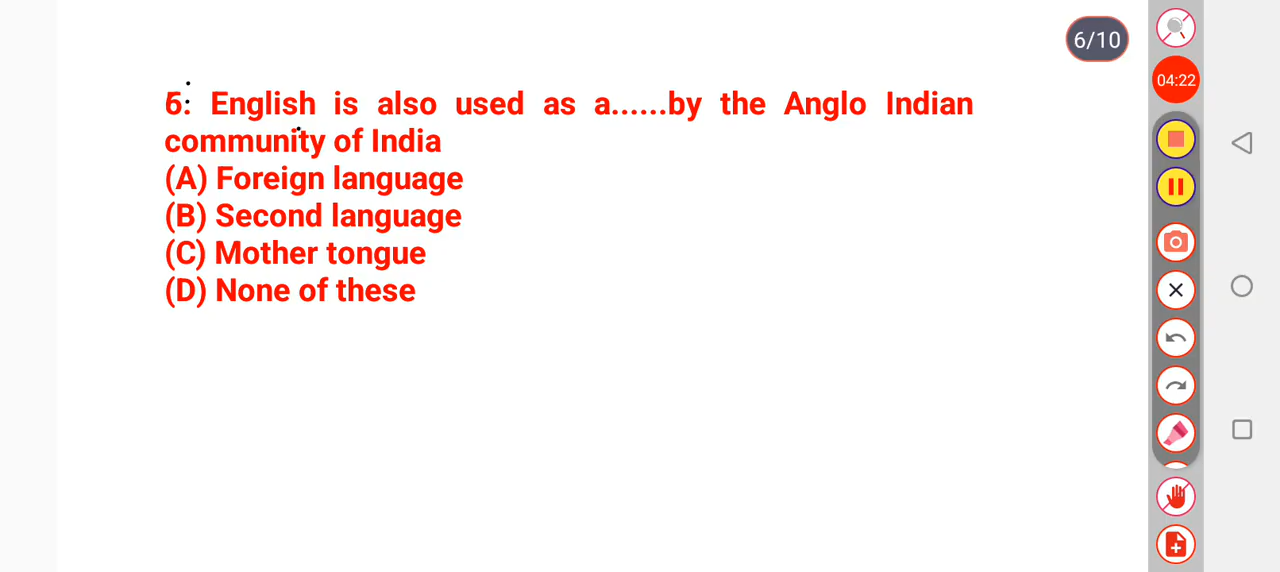 6/10
04:22
6: English is also used as a......by the Anglo Indian
community of India
(A) Foreign language
(B) Second language
(C) Mother tongue
(D) None of these